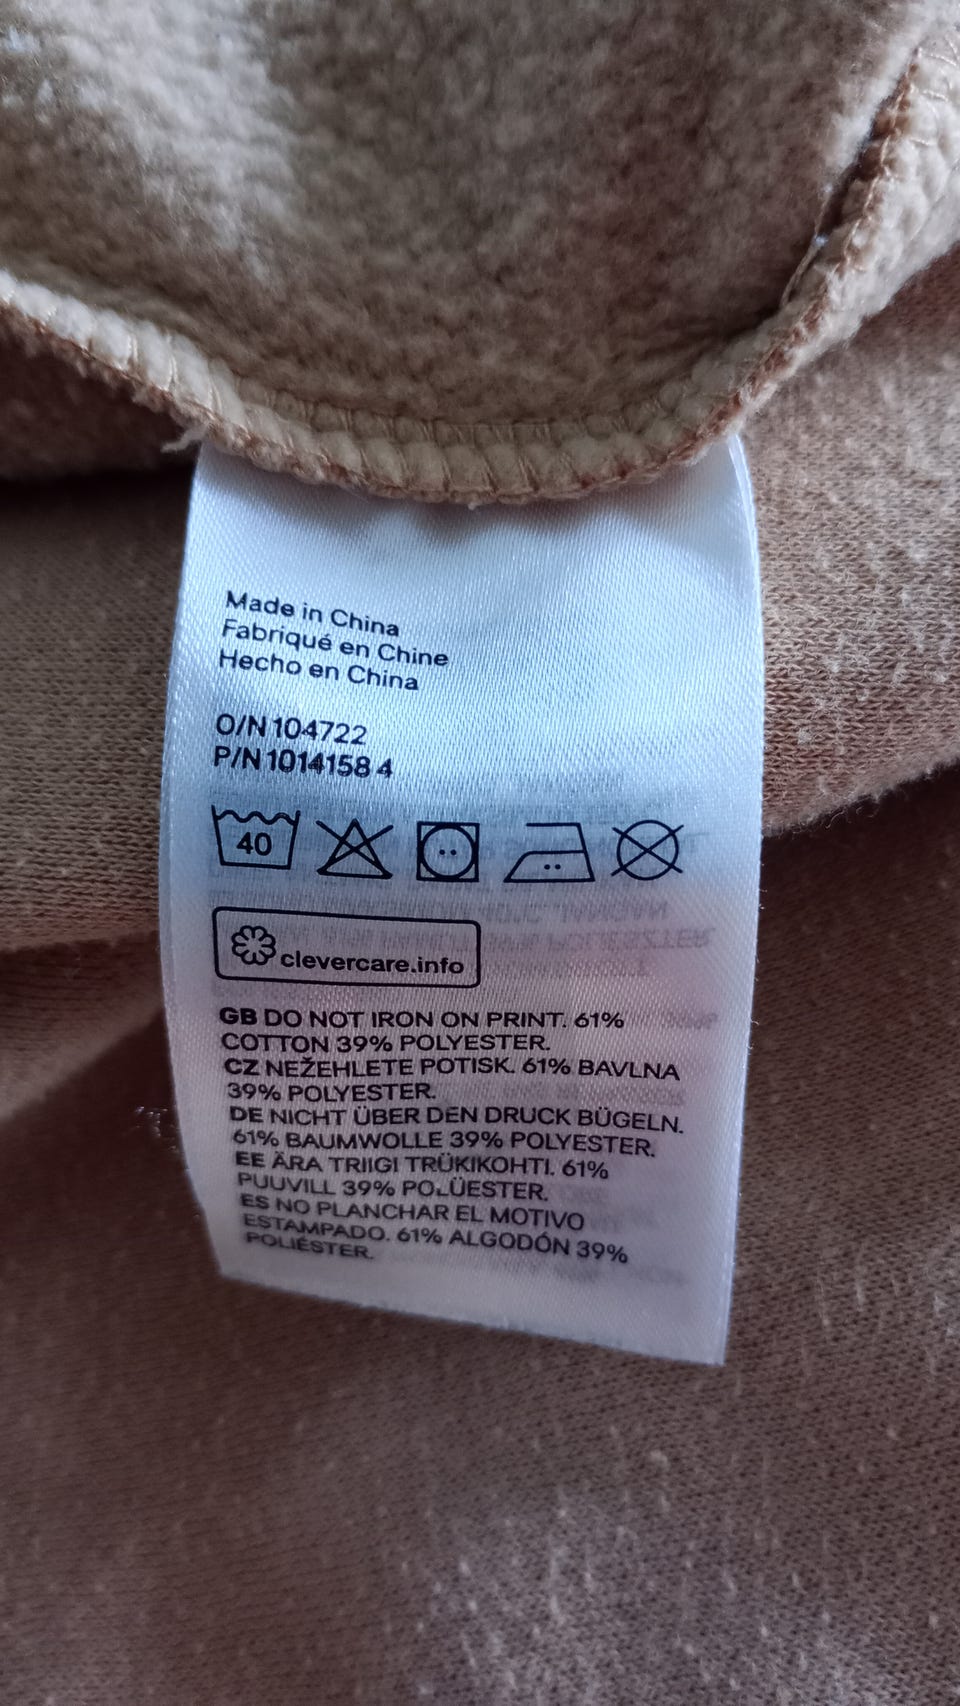 Made in China
Fabriqué en Chine
Hecho en China
O/N 104722
P/N 1014158 4
40
clevercare.info
GB DO NOT IRON ON PRINT. 61%
COTTON 39% POLYESTER.
CZ NEŽEHLETE POTISK. 61% BAVLNA
39% POLYESTER.
DE NICHT ÜBER DEN DRUCK BÜGELN.
61% BAUMWOLLE 39% POLYESTER.
EE ÄRA TRIIGI TRÜKIKOHTI. 61%
PUUVILL 39% POLÜESTER.
ES NO PLANCHAR EL MOTIVO
ESTAMPADO. 61% ALGODÓN 39%
POLIÉSTER.